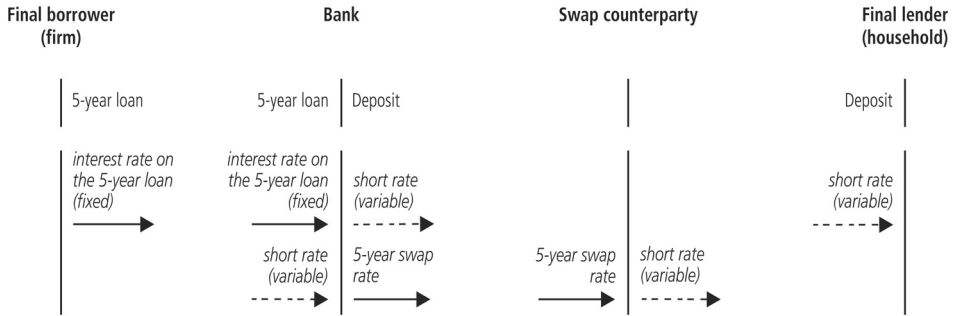 Final borrower
(firm)
Bank
Swap counterparty
Final lender
(household)
5-year loan
5-year loan
Deposit
Deposit
interest rate on
the 5-year loan
(fixed)
interest rate on
the 5-year loan
(fixed)
short rate
(variable)
short rate
(variable)
short rate
(variable)
5-year swap
rate
5-year swap
rate
short rate
(variable)